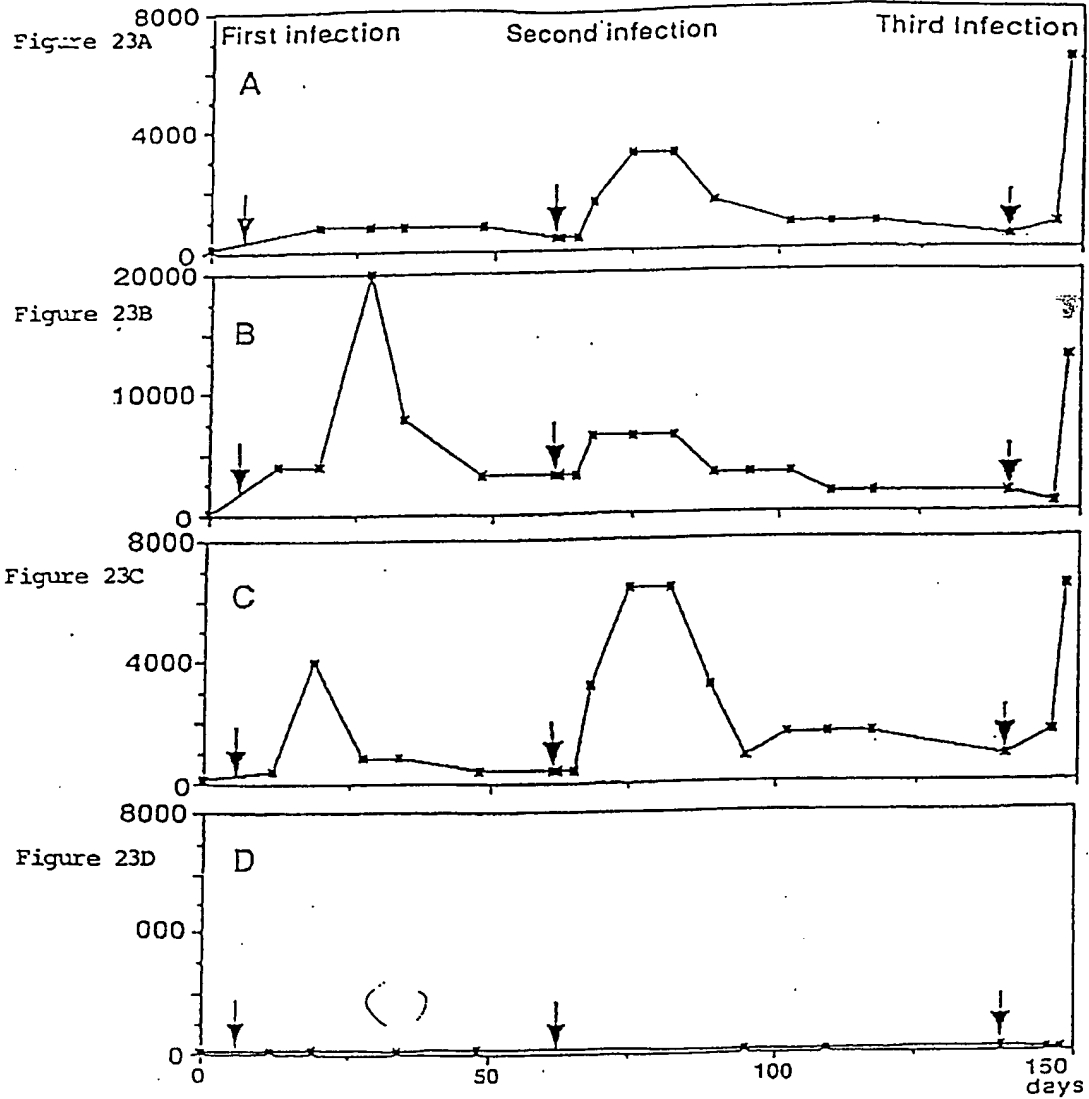 8000
Figure 23A
First infection
Second infection
Third Infection
A
4000
0
20000
Figure 23B
B
10000
0
8000
Figure 23C
C
4000
0
8000
Figure 23D
D
000
0
0
50
100
150
days